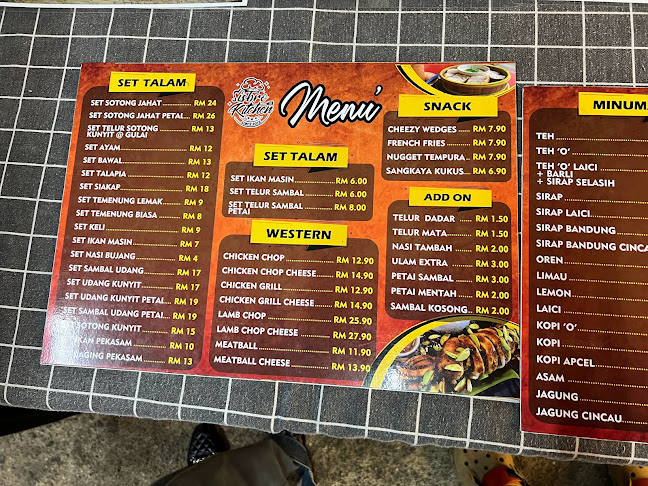 SET TALAM
SET SOTONG JAHAT RM 24
SET SOTONG JAHAT PETAI RM 26
SET TELUR SOTONG RM 13
KUNYIT @ GULAI
SET AYAM RM 12
SET BAWAL RM 13
SET TALAPIA RM 12
SET SIAKAP RM 18
SET TEMENUNG LEMAK RM 9
SET TEMENUNG BIASA RM 8
SET KELI RM 9
SET IKAN MASIN RM 7
SET NASI BUJANG RM 4
SET SAMBAL UDANG RM 17
SET UDANG KUNYIT RM 17
SET UDANG KUNYIT PETAI RM 19
SET SAMBAL UDANG PETAI RM 19
SOTONG KUNYIT RM 15
IKAN PEKASAM RM 10
DAGING PEKASAM RM 13
Kitchen
Menu
SET TALAM
SET IKAN MASIN RM 6.00
SET TELUR SAMBAL RM 6.00
SET TELUR SAMBAL RM 8.00
PETAI
WESTERN
CHICKEN CHOP RM 12.90
CHICKEN CHOP CHEESE RM 14.90
CHICKEN GRILL RM 12.90
CHICKEN GRILL CHEESE RM 14.90
LAMB CHOP RM 25.90
LAMB CHOP CHEESE RM 27.90
MEATBALL RM 11.90
MEATBALL CHEESE RM 13.90
SNACK
CHEEZY WEDGES RM 7.90
FRENCH FRIES RM 7.90
NUGGET TEMPURA RM 7.90
SANGKAYA KUKUS RM 6.90
ADD ON
TELUR DADAR RM 1.50
TELUR MATA RM 1.50
NASI TAMBAH RM 2.00
ULAM EXTRA RM 3.00
PETAI SAMBAL RM 3.00
PETAI MENTAH RM 2.00
SAMBAL KOSONG RM 2.00
MINUM
TEH
TEH 'O'
TEH 'O' LAICI
+ BARLI
+ SIRAP SELASIH
SIRAP
SIRAP LAICI
SIRAP BANDUNG
SIRAP BANDUNG CINCAU
OREN
LIMAU
LEMON
LAICI
KOPI 'O'
KOPI
KOPI APCEL
ASAM
JAGUNG
JAGUNG CINCAU